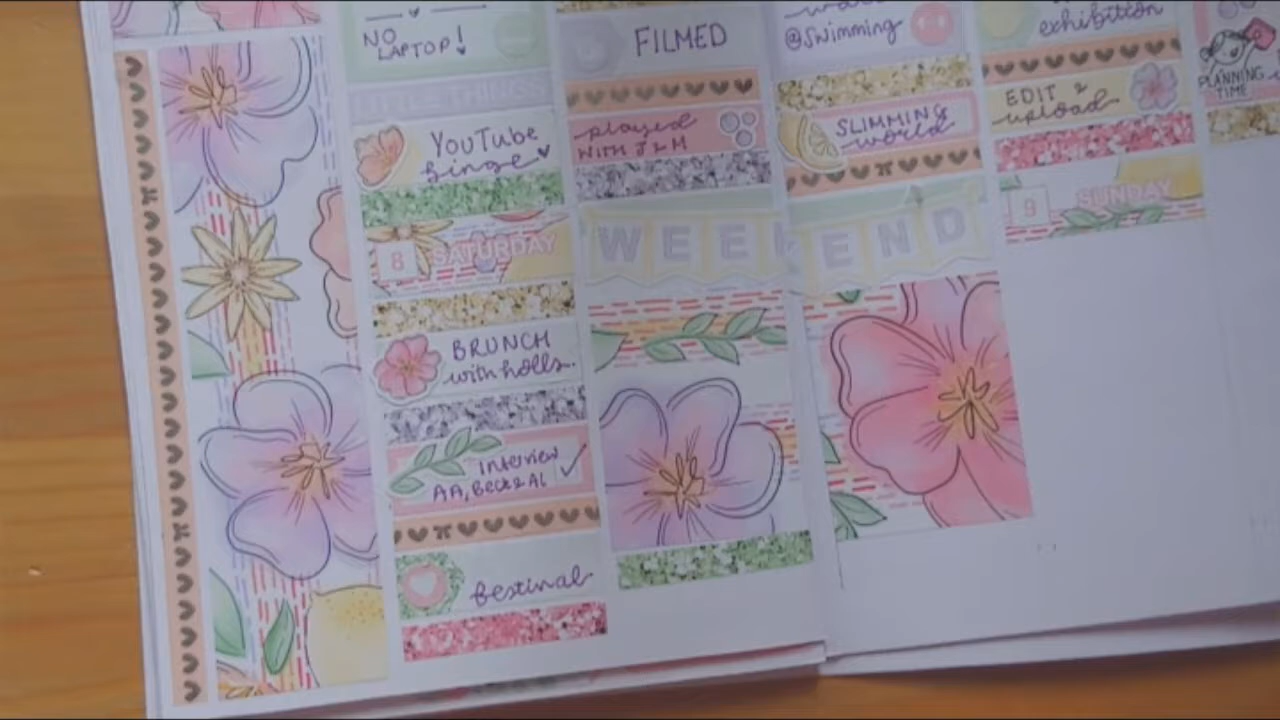 NO
LAPTOP!
YouTube
binge
8 SATURDAY
BRUNCH
with holls.
Interview
AA, Beck & Al
festival
FILMED
played
WITH J & M
WEEKEND
@Swimming
SLIMMING
world
exhibition
EDIT &
upload
9 SUNDAY
PLANNING
TIME